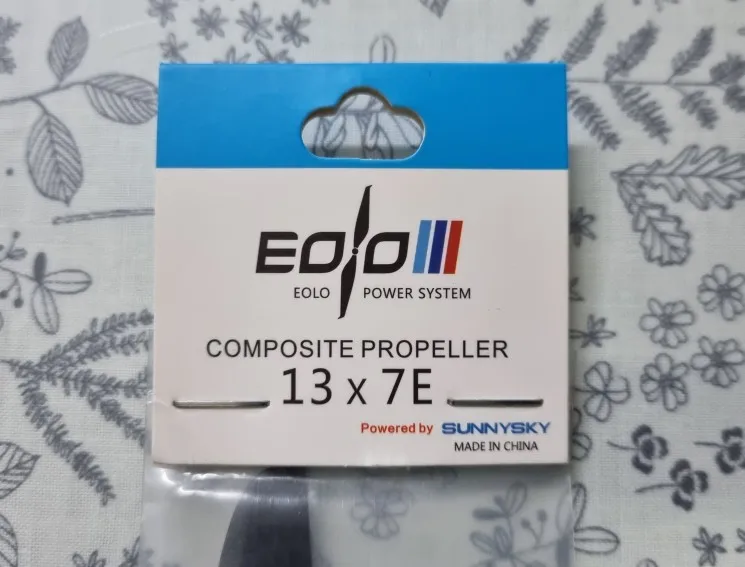 EOLO
EOLO POWER SYSTEM
COMPOSITE PROPELLER
13 x 7E
Powered by SUNNYSKY
MADE IN CHINA